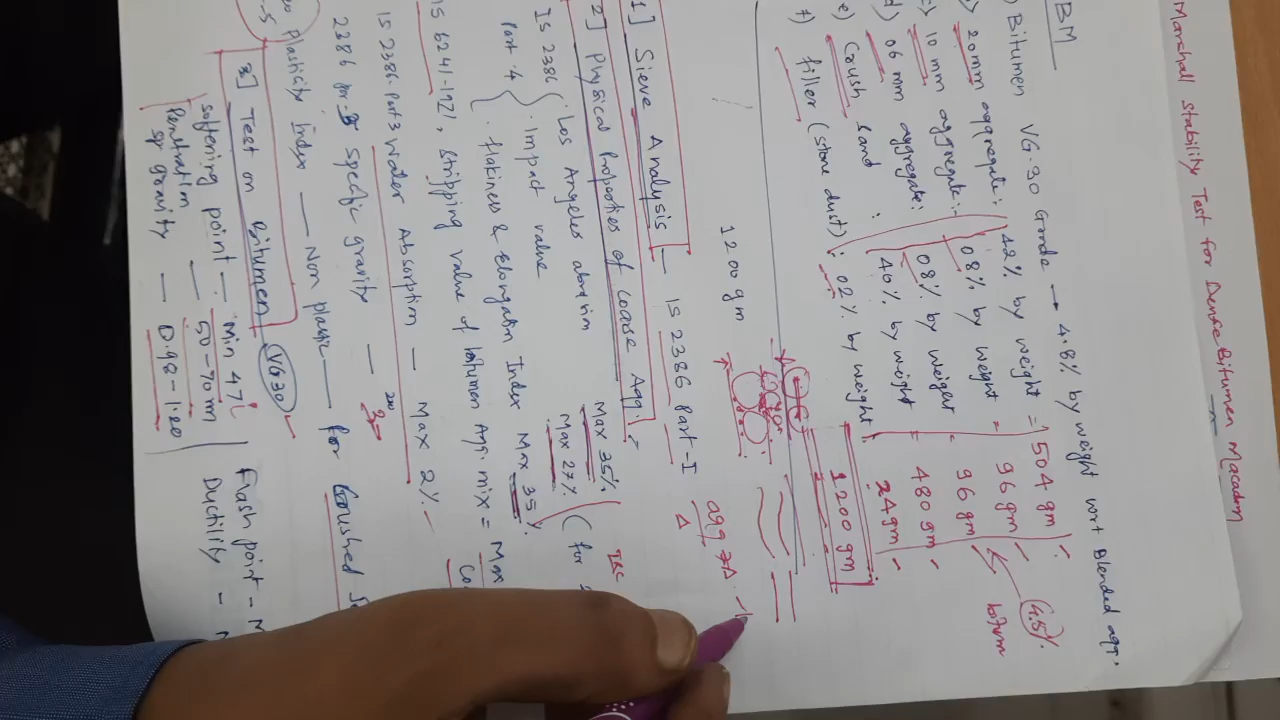 Marshall Stability Test for Dense Bitumen Macadam
BM
) Bitumen VG-30 Grade → 4.8% by weight wrt Blended agg.
) 20mm aggregate: 42% by weight = 504 gm
c) 10 mm aggregate:- 08% by weight = 96 gm
d) 06 mm aggregate: 08% by weight = 96 gm
e) Crush Sand : 40% by weight = 480 gm
f) filler (stone dust) : 02% by weight 24gm
1200 gm
4.5%
bitum
1200 gm
agg
1] Sieve Analysis — IS 2386 Part-I
2] Physical Properties of Coarse Agg.:-
IS 2386 Part.4
. Los Angeles abrasion Max 35%
. Impact value Max 27%
. flakiness & Elongation Index Max 35%.
(for
IS 6241-1971, Stripping value of bitumen Agg. mix =
IS 2386-Part 3 Water Absorption — Max 2%
2386 Specific gravity —
Plasticity Index — Non plastic — for Crushed
3] Test on Bitumen VG30
Softening point — Min 47
Penetration — 50-70 mm
Sp gravity — 0.98-1.20
Flash point -
Ductility -